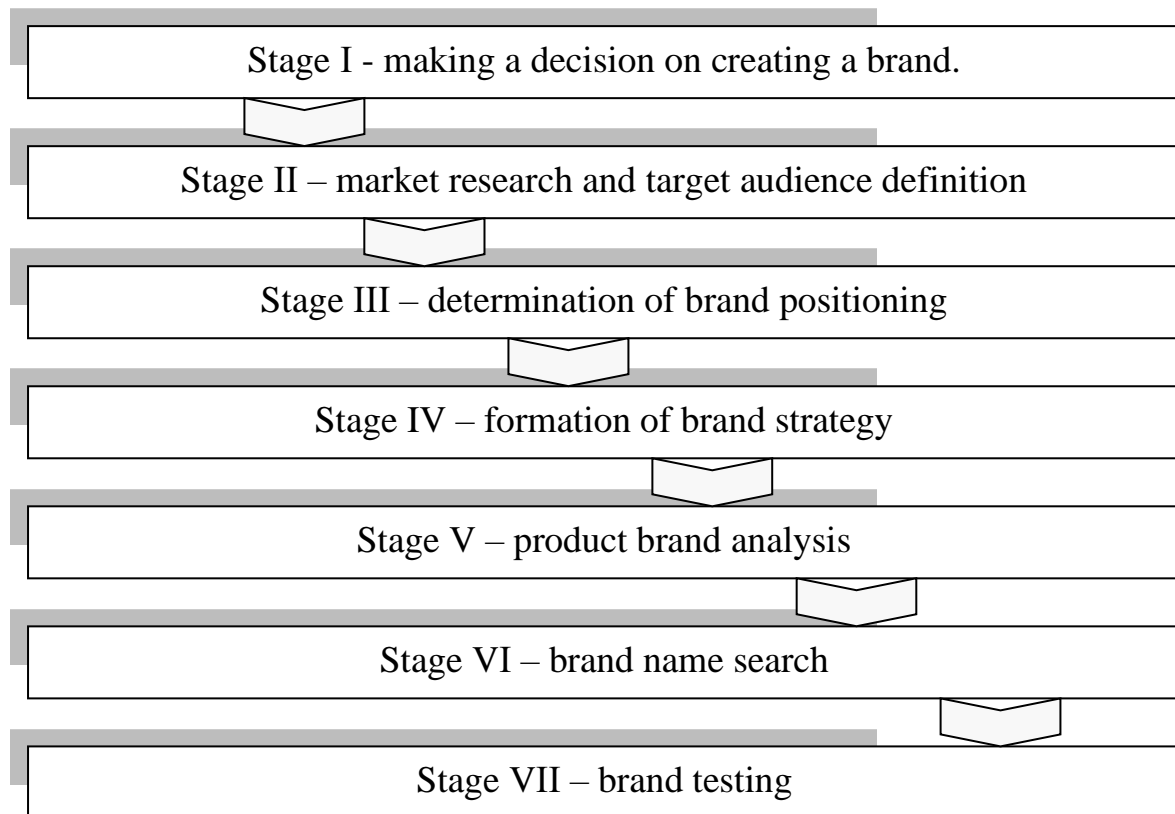 Stage I - making a decision on creating a brand.
Stage II – market research and target audience definition
Stage III – determination of brand positioning
Stage IV – formation of brand strategy
Stage V – product brand analysis
Stage VI – brand name search
Stage VII – brand testing